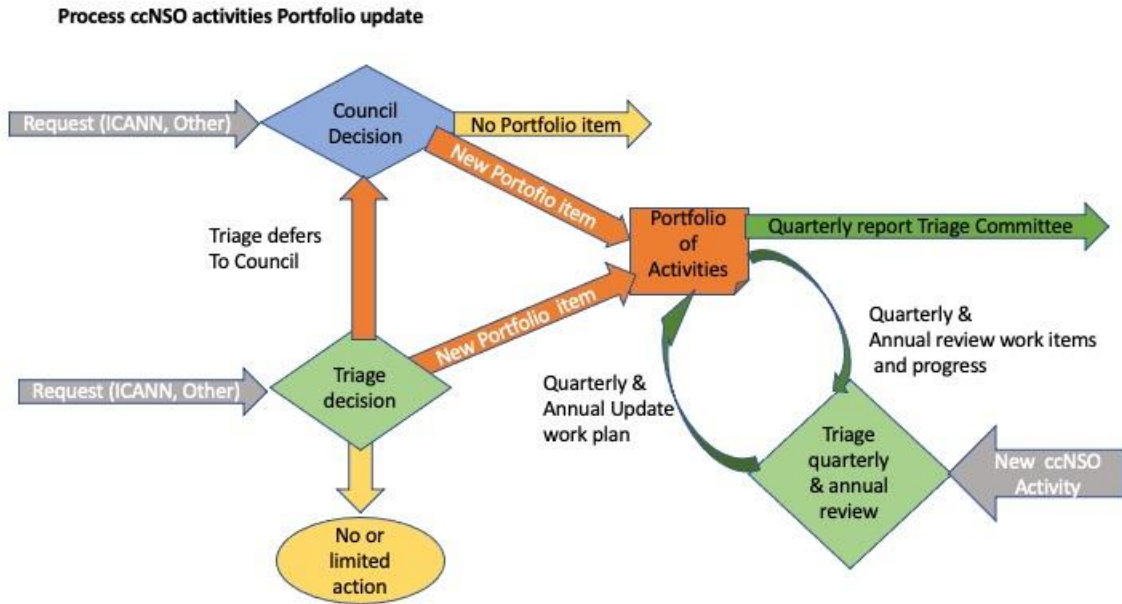 Process ccNSO activities Portfolio update
Request (ICANN, Other)
Council
Decision
No Portfolio item
New Portofio item
Triage defers
To Council
Portfolio
of
Activities
Quarterly report Triage Committee
New Portfolio item
Quarterly &
Annual review work items
and progress
Request (ICANN, Other)
Triage
decision
Quarterly &
Annual Update
work plan
Triage
quarterly
& annual
review
New ccNSO
Activity
No or
limited
action